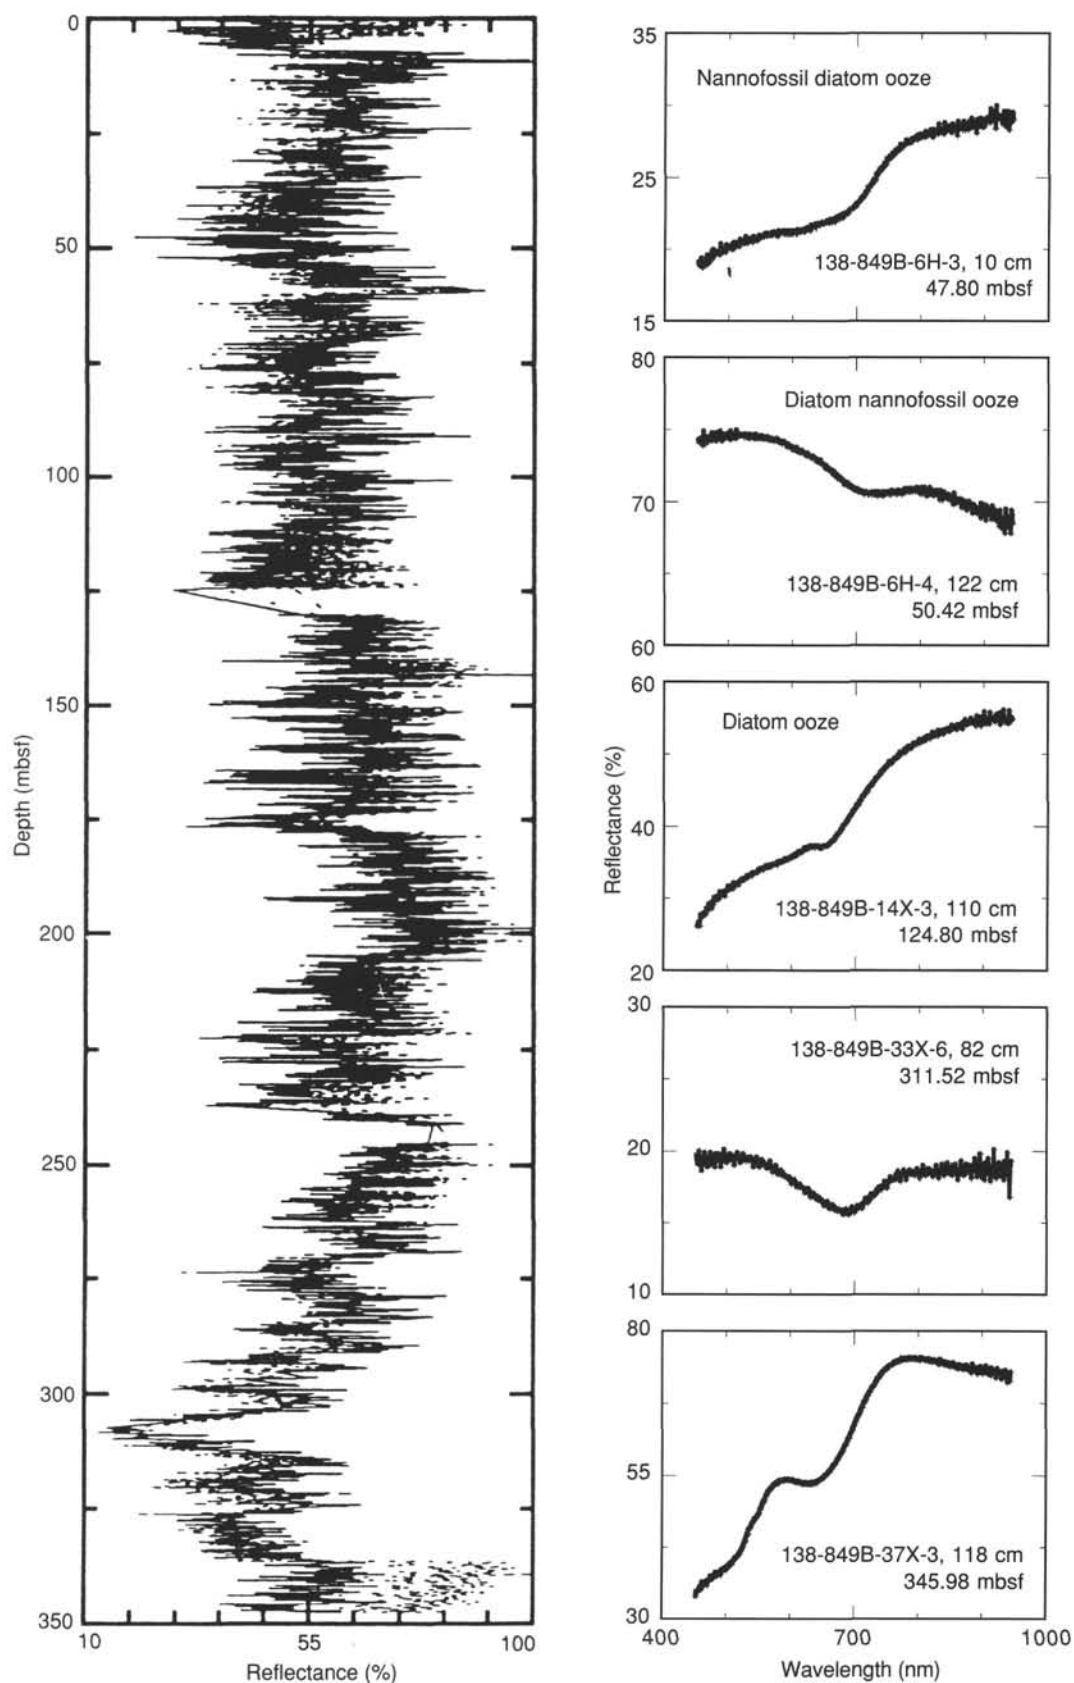 0
50
100
150
200
250
300
350
Depth (mbsf)
10
55
100
Reflectance (%)
35
25
15
Nannofossil diatom ooze
138-849B-6H-3, 10 cm
47.80 mbsf
80
70
60
Diatom nannofossil ooze
138-849B-6H-4, 122 cm
50.42 mbsf
60
40
20
Diatom ooze
138-849B-14X-3, 110 cm
124.80 mbsf
Reflectance (%)
30
20
10
138-849B-33X-6, 82 cm
311.52 mbsf
80
55
30
138-849B-37X-3, 118 cm
345.98 mbsf
400
700
1000
Wavelength (nm)